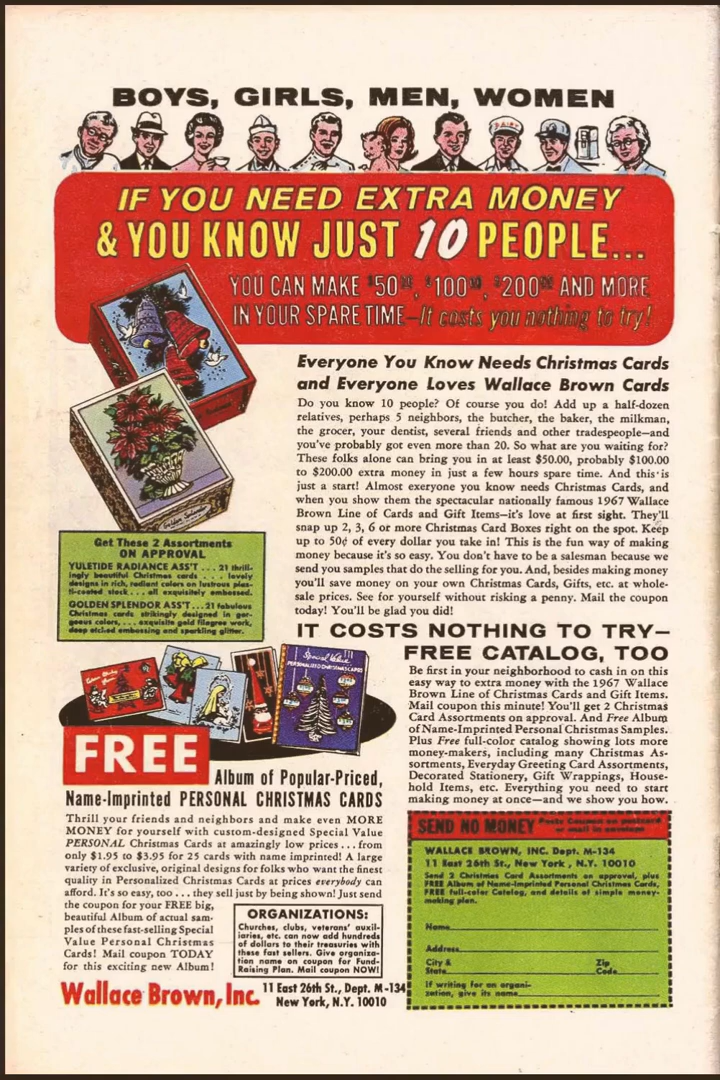 BOYS, GIRLS, MEN, WOMEN
DAIRY
IF YOU NEED EXTRA MONEY
& YOU KNOW JUST 10 PEOPLE...
YOU CAN MAKE $50⁰⁰, $100⁰⁰, $200⁰⁰ AND MORE
IN YOUR SPARE TIME—It costs you nothing to try!
Everyone You Know Needs Christmas Cards
and Everyone Loves Wallace Brown Cards
Do you know 10 people? Of course you do! Add up a half-dozen
relatives, perhaps 5 neighbors, the butcher, the baker, the milkman,
the grocer, your dentist, several friends and other tradespeople—and
you've probably got even more than 20. So what are you waiting for?
These folks alone can bring you in at least $50.00, probably $100.00
to $200.00 extra money in just a few hours spare time. And this is
just a start! Almost exeryone you know needs Christmas Cards, and
when you show them the spectacular nationally famous 1967 Wallace
Brown Line of Cards and Gift Items—it's love at first sight. They'll
snap up 2, 3, 6 or more Christmas Card Boxes right on the spot. Keep
up to 50¢ of every dollar you take in! This is the fun way of making
money because it's so easy. You don't have to be a salesman because we
send you samples that do the selling for you. And, besides making money
you'll save money on your own Christmas Cards, Gifts, etc. at whole-
sale prices. See for yourself without risking a penny. Mail the coupon
today! You'll be glad you did!
Get These 2 Assortments
ON APPROVAL
YULETIDE RADIANCE ASS'T . . . 21 thrill-
ingly beautiful Christmas cards . . . lovely
designs in rich, radiant colors on lustrous plas-
ti-coated stock . . . all exquisitely embossed.
GOLDEN SPLENDOR ASS'T . . . 21 fabulous
Christmas cards strikingly designed in gor-
geous colors, . . . exquisite gold filagree work,
deep etched embossing and sparkling glitter.
IT COSTS NOTHING TO TRY—
FREE CATALOG, TOO
Be first in your neighborhood to cash in on this
easy way to extra money with the 1967 Wallace
Brown Line of Christmas Cards and Gift Items.
Mail coupon this minute! You'll get 2 Christmas
Card Assortments on approval. And Free Album
of Name-Imprinted Personal Christmas Samples.
Plus Free full-color catalog showing lots more
money-makers, including many Christmas As-
sortments, Everyday Greeting Card Assortments,
Decorated Stationery, Gift Wrappings, House-
hold Items, etc. Everything you need to start
making money at once—and we show you how.
Special Value
PERSONALIZED CHRISTMAS CARDS
FREE
Album of Popular-Priced,
Name-Imprinted PERSONAL CHRISTMAS CARDS
Thrill your friends and neighbors and make even MORE
MONEY for yourself with custom-designed Special Value
PERSONAL Christmas Cards at amazingly low prices . . . from
only $1.95 to $3.95 for 25 cards with name imprinted! A large
variety of exclusive, original designs for folks who want the finest
quality in Personalized Christmas Cards at prices everybody can
afford. It's so easy, too . . . they sell just by being shown! Just send
the coupon for your FREE big,
beautiful Album of actual sam-
ples of these fast-selling Special
Value Personal Christmas
Cards! Mail coupon TODAY
for this exciting new Album!
ORGANIZATIONS:
Churches, clubs, veterans' auxil-
iaries, etc. can now add hundreds
of dollars to their treasuries with
these fast sellers. Give organiza-
tion name on coupon for Fund-
Raising Plan. Mail coupon NOW!
Wallace Brown, Inc. 11 East 26th St., Dept. M-134
New York, N.Y. 10010
SEND NO MONEY Paste Coupon on postcard
or mail in envelope
WALLACE BROWN, INC. Dept. M-134
11 East 26th St., New York, N.Y. 10010
Send 2 Christmas Card Assortments on approval, plus
FREE Album of Name-Imprinted Personal Christmas Cards,
FREE full-color Catalog, and details of simple money-
making plan.
Name
Address
City & Zip
State Code
If writing for an organi-
zation, give its name